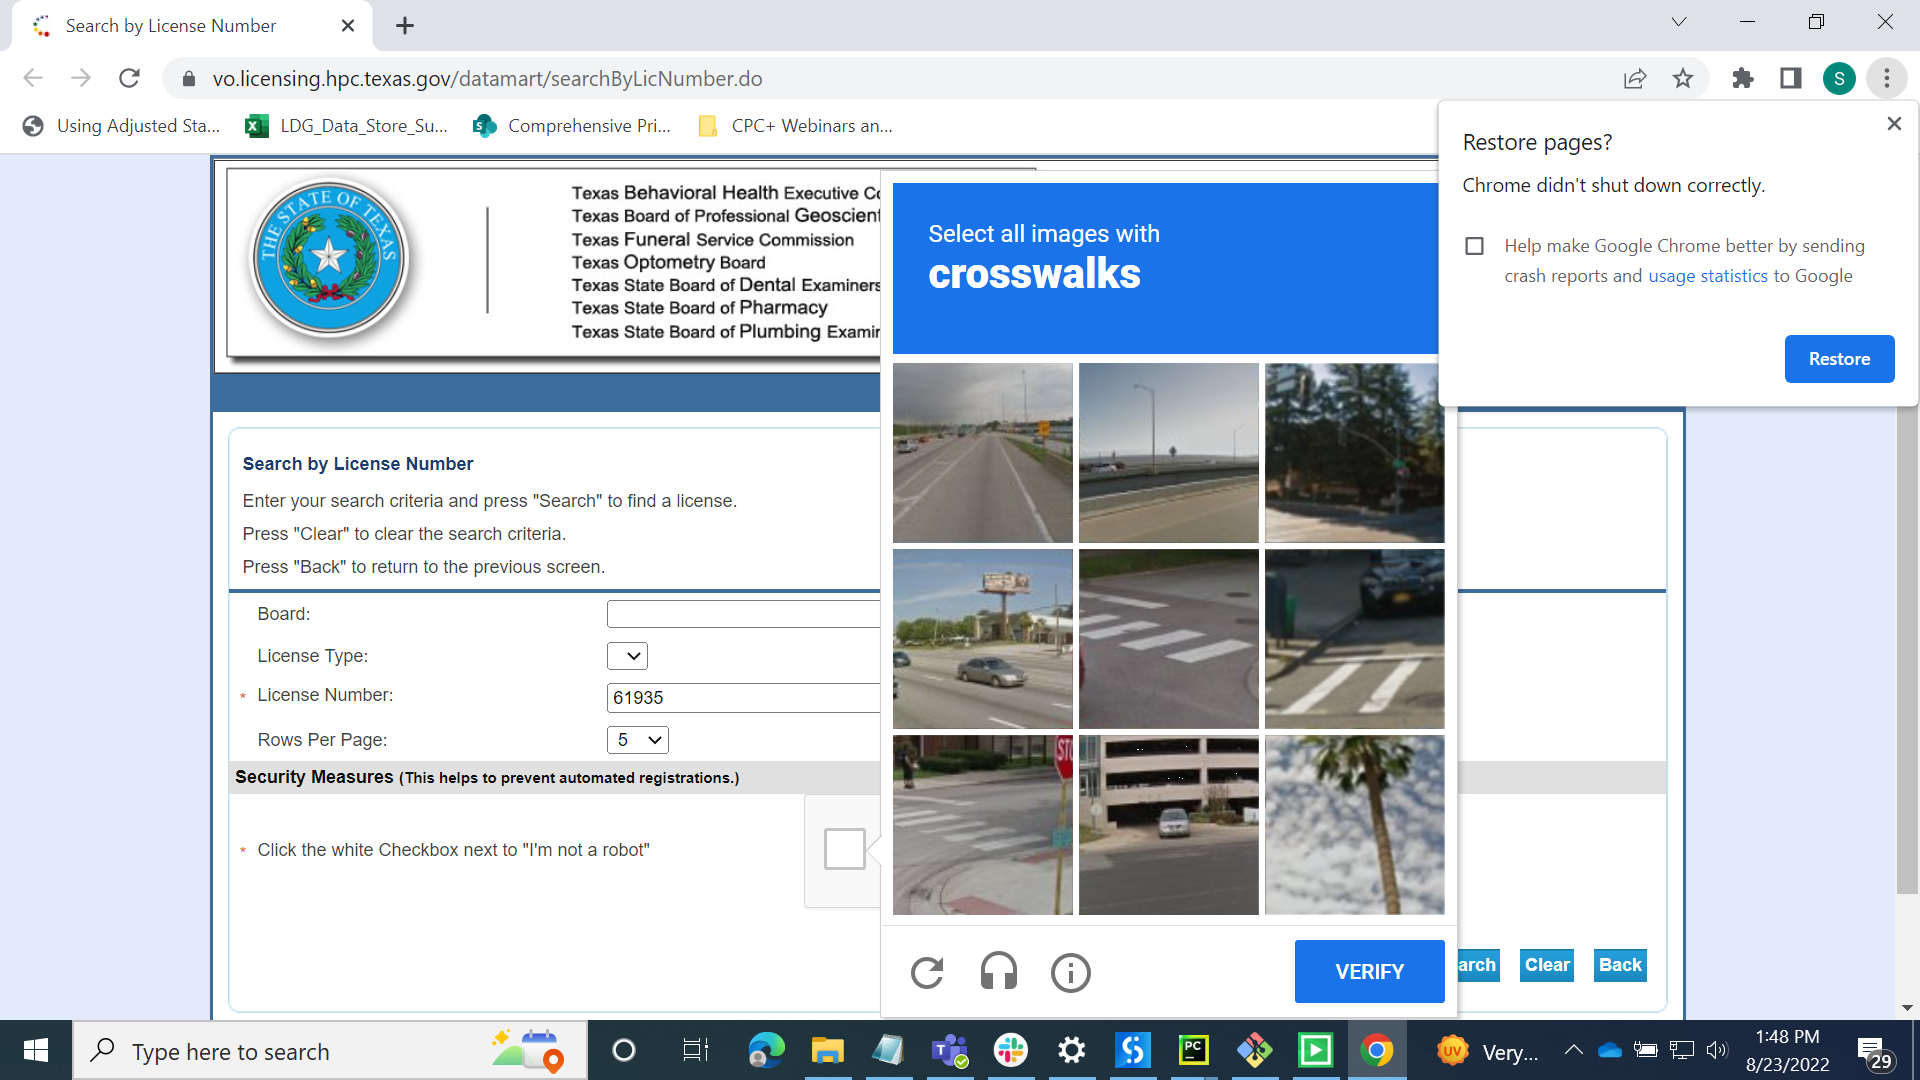 Search by License Number
vo.licensing.hpc.texas.gov/datamart/searchByLicNumber.do
S
Using Adjusted Sta...
LDG_Data_Store_Su...
Comprehensive Pri...
CPC+ Webinars an...
Restore pages?
Chrome didn't shut down correctly.
Help make Google Chrome better by sending
crash reports and usage statistics to Google
Restore
THE STATE OF TEXAS
Texas Behavioral Health Executive Co
Texas Board of Professional Geoscient
Texas Funeral Service Commission
Texas Optometry Board
Texas State Board of Dental Examiners
Texas State Board of Pharmacy
Texas State Board of Plumbing Examin
Select all images with
crosswalks
STO
Search by License Number
Enter your search criteria and press "Search" to find a license.
Press "Clear" to clear the search criteria.
Press "Back" to return to the previous screen.
Board:
License Type:
* License Number:
61935
Rows Per Page:
5
Security Measures (This helps to prevent automated registrations.)
* Click the white Checkbox next to "I'm not a robot"
VERIFY
arch
Clear
Back
Type here to search
PC
UV
Very...
1:48 PM
8/23/2022
29